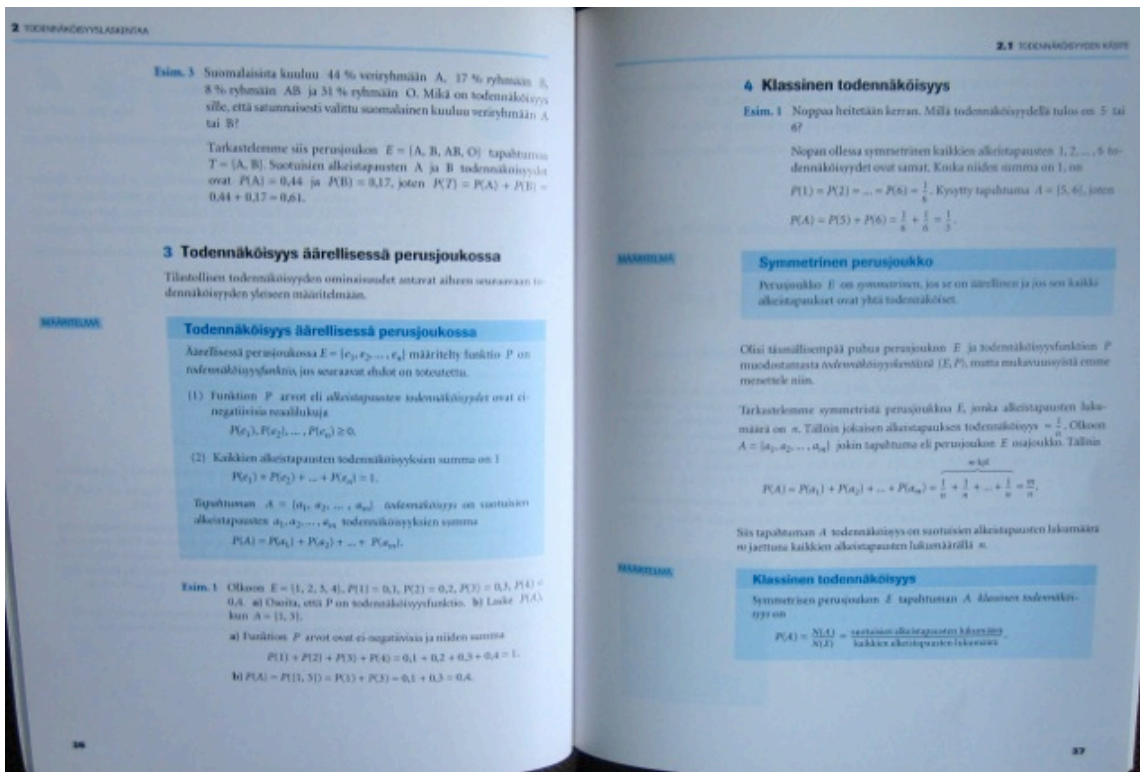 2 TODENNÄKÖISYYSLASKENTAA
Esim. 3 Suomalaisista kuuluu 44 % veriryhmään A, 17 % ryhmään B,
8 % ryhmään AB ja 31 % ryhmään O. Mikä on todennäköisyys
sille, että satunnaisesti valittu suomalainen kuuluu veriryhmään A
tai B?
Tarkastelemme siis perusjoukon E = {A, B, AB, O} tapahtumaa
T = {A, B}. Suotuisien alkeistapausten A ja B todennäköisyydet
ovat P(A) = 0,44 ja P(B) = 0,17, joten P(T) = P(A) + P(B) =
0,44 + 0,17 = 0,61.
3 Todennäköisyys äärellisessä perusjoukossa
Tilastollisen todennäköisyyden ominaisuudet antavat aiheen seuraavaan to-
dennäköisyyden yleiseen määritelmään.
MÄÄRITELMÄ
Todennäköisyys äärellisessä perusjoukossa
Äärellisessä perusjoukossa E = {e₁, e₂, ... , eₙ} määritelty funktio P on
todennäköisyysfunktio, jos seuraavat ehdot on toteutettu.
(1) Funktion P arvot eli alkeistapausten todennäköisyydet ovat ei-
negatiivisia reaalilukuja
P(e₁), P(e₂), ... , P(eₙ) ≥ 0.
(2) Kaikkien alkeistapausten todennäköisyyksien summa on 1
P(e₁) + P(e₂) + ... + P(eₙ) = 1.
Tapahtuman A = {a₁, a₂, ... , aₘ} todennäköisyys on suotuisien
alkeistapausten a₁, a₂, ... , aₘ todennäköisyyksien summa
P(A) = P(a₁) + P(a₂) + ... + P(aₘ).
Esim. 1 Olkoon E = {1, 2, 3, 4}, P(1) = 0,1, P(2) = 0,2, P(3) = 0,3, P(4) =
0,4. a) Osoita, että P on todennäköisyysfunktio. b) Laske P(A),
kun A = {1, 3}.
a) Funktion P arvot ovat ei-negatiivisia ja niiden summa
P(1) + P(2) + P(3) + P(4) = 0,1 + 0,2 + 0,3 + 0,4 = 1.
b) P(A) = P({1, 3}) = P(1) + P(3) = 0,1 + 0,3 = 0,4.
36
2.1 TODENNÄKÖISYYDEN KÄSITE
4 Klassinen todennäköisyys
Esim. 1 Noppaa heitetään kerran. Millä todennäköisyydellä tulos on 5 tai
6?
Nopan ollessa symmetrinen kaikkien alkeistapausten 1, 2, ... , 6 to-
dennäköisyydet ovat samat. Koska niiden summa on 1, on
P(1) = P(2) = ... = P(6) = 1/6. Kysytty tapahtuma A = {5, 6}, joten
P(A) = P(5) + P(6) = 1/6 + 1/6 = 1/3.
MÄÄRITELMÄ
Symmetrinen perusjoukko
Perusjoukko E on symmetrinen, jos se on äärellinen ja jos sen kaikki
alkeistapaukset ovat yhtä todennäköiset.
Olisi täsmällisempää puhua perusjoukon E ja todennäköisyysfunktion P
muodostamasta todennäköisyyskentästä (E, P), mutta mukavuussyistä emme
menettele niin.
Tarkastelemme symmetristä perusjoukkoa E, jonka alkeistapausten luku-
määrä on n. Tällöin jokaisen alkeistapauksen todennäköisyys = 1/n. Olkoon
A = {a₁, a₂, ... , aₘ} jokin tapahtuma eli perusjoukon E osajoukko. Tällöin
m kpl
P(A) = P(a₁) + P(a₂) + ... + P(aₘ) = 1/n + 1/n + ... + 1/n = m/n.
Siis tapahtuman A todennäköisyys on suotuisien alkeistapausten lukumäärä
m jaettuna kaikkien alkeistapausten lukumäärällä n.
MÄÄRITELMÄ
Klassinen todennäköisyys
Symmetrisen perusjoukon E tapahtuman A klassinen todennäköi-
syys on
P(A) = N(A)/N(E) = suotuisien alkeistapausten lukumäärä/kaikkien alkeistapausten lukumäärä.
37